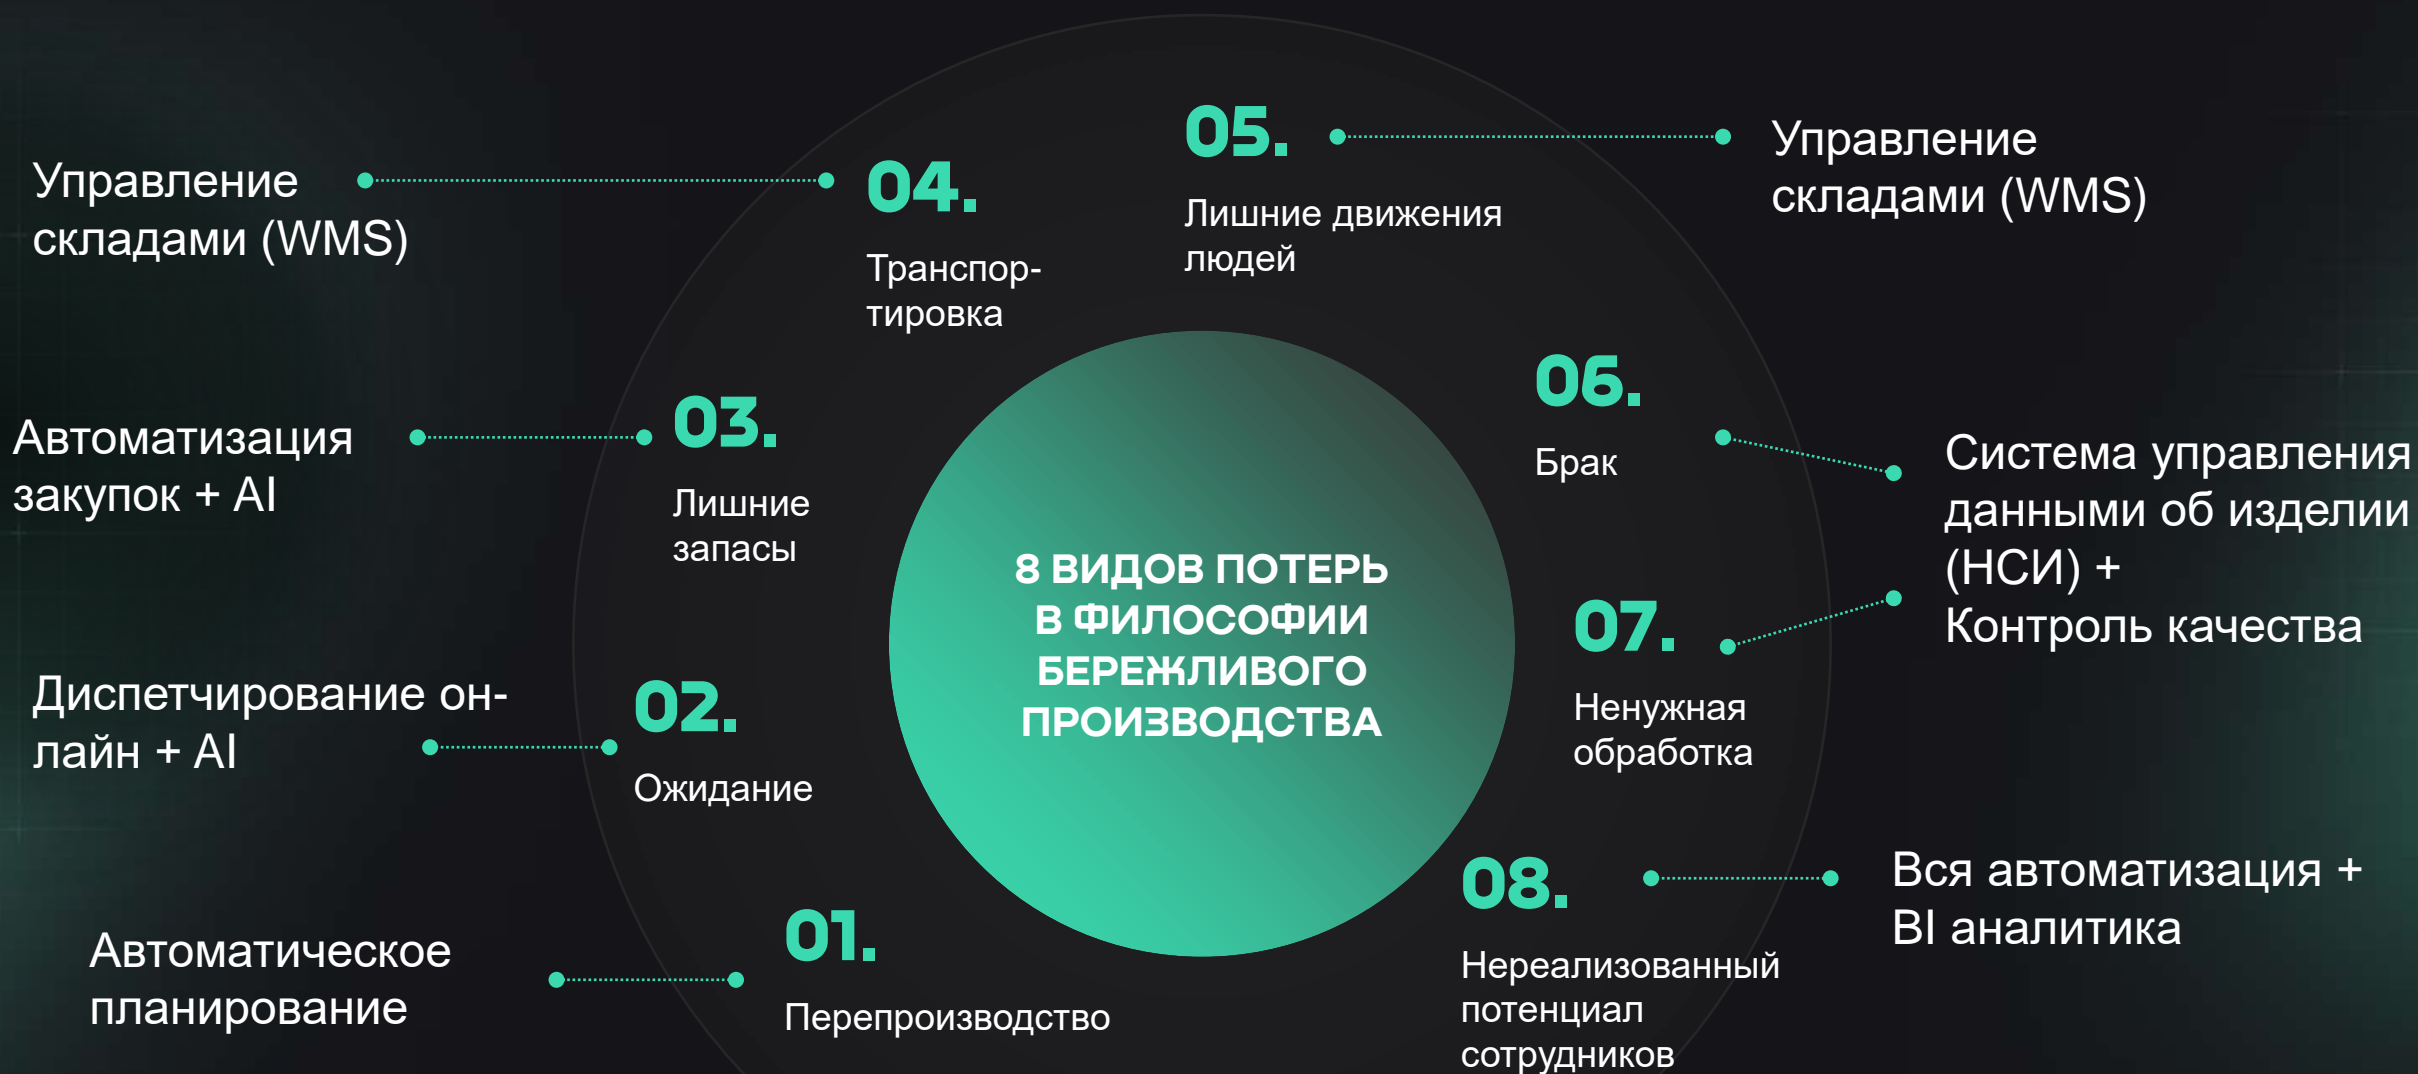 05.
Управление
складами (WMS)
04.
Управление
складами (WMS)
Лишние движения
людей
Транспор-
тировка
06.
03.
Автоматизация
закупок + AI
Брак
Система управления
данными об изделии
(НСИ) +
Контроль качества
Лишние
запасы
8 ВИДОВ ПОТЕРЬ
В ФИЛОСОФИИ
БЕРЕЖЛИВОГО
ПРОИЗВОДСТВА
07.
Ненужная
обработка
Диспетчирование он-
лайн + AI
02.
Ожидание
08.
Вся автоматизация +
BI аналитика
Нереализованный
потенциал
сотрудников
01.
Автоматическое
планирование
Перепроизводство